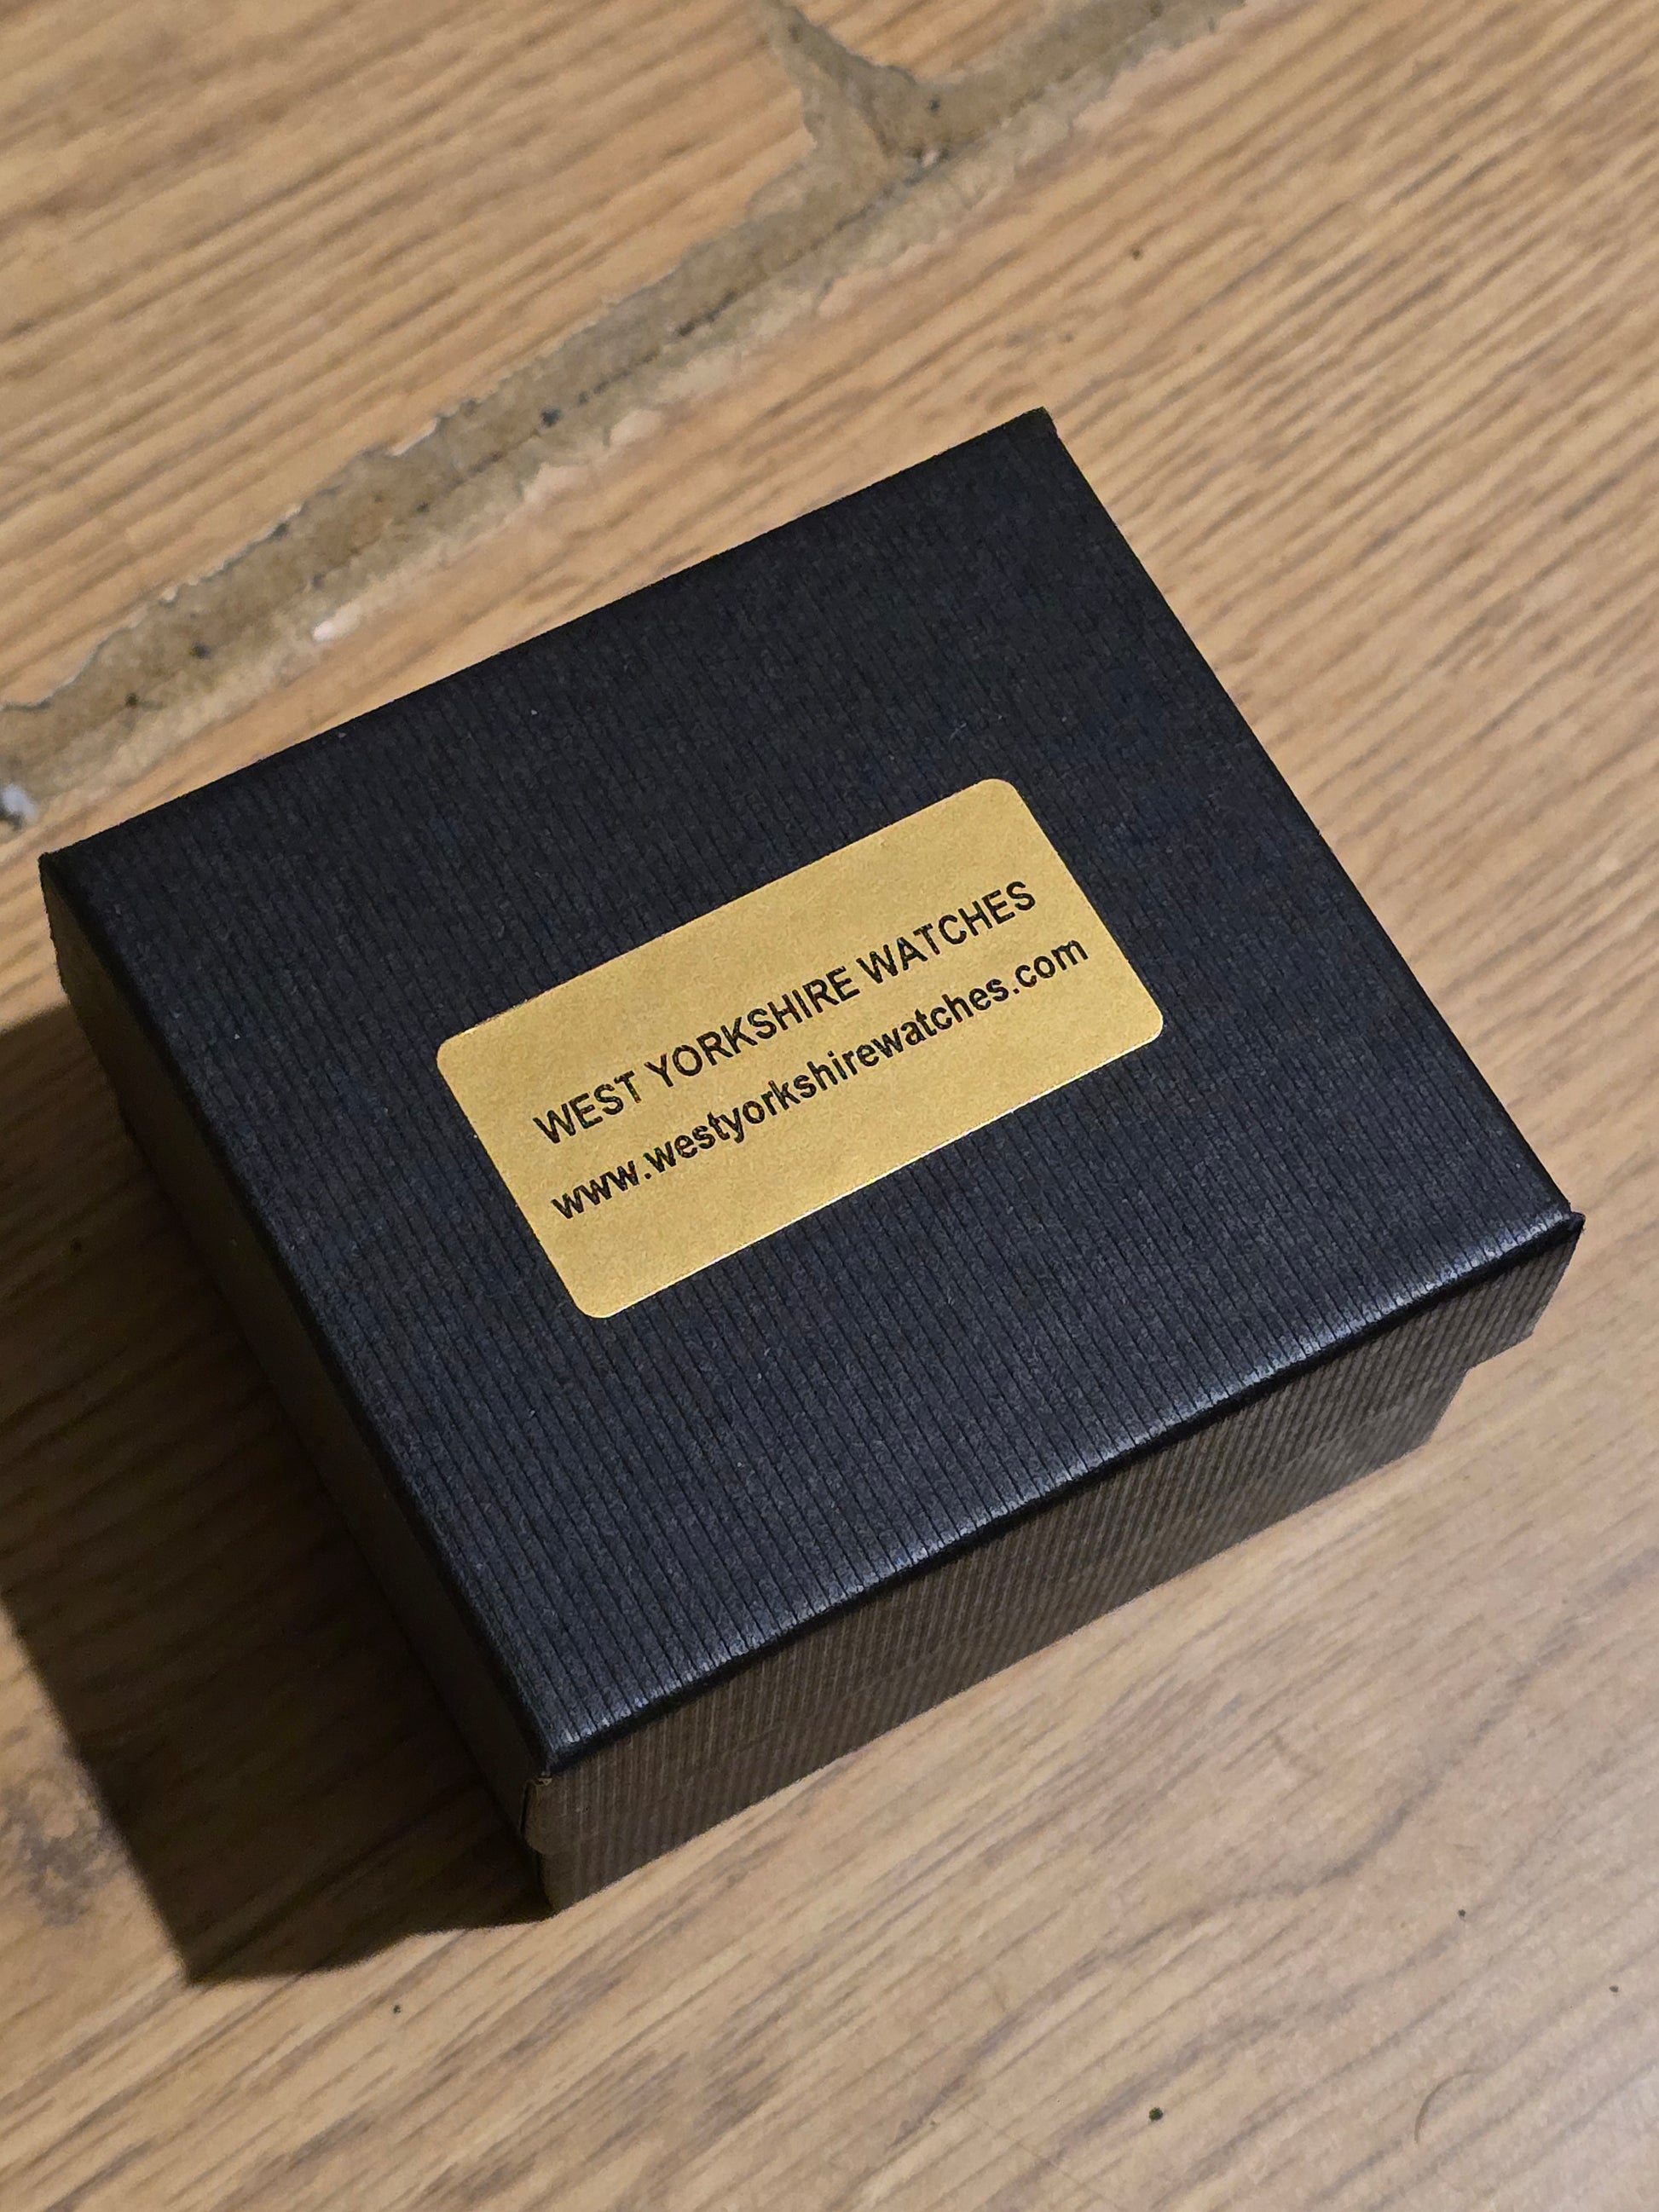 WEST YORKSHIRE WATCHES
www.westyorkshirewatches.com